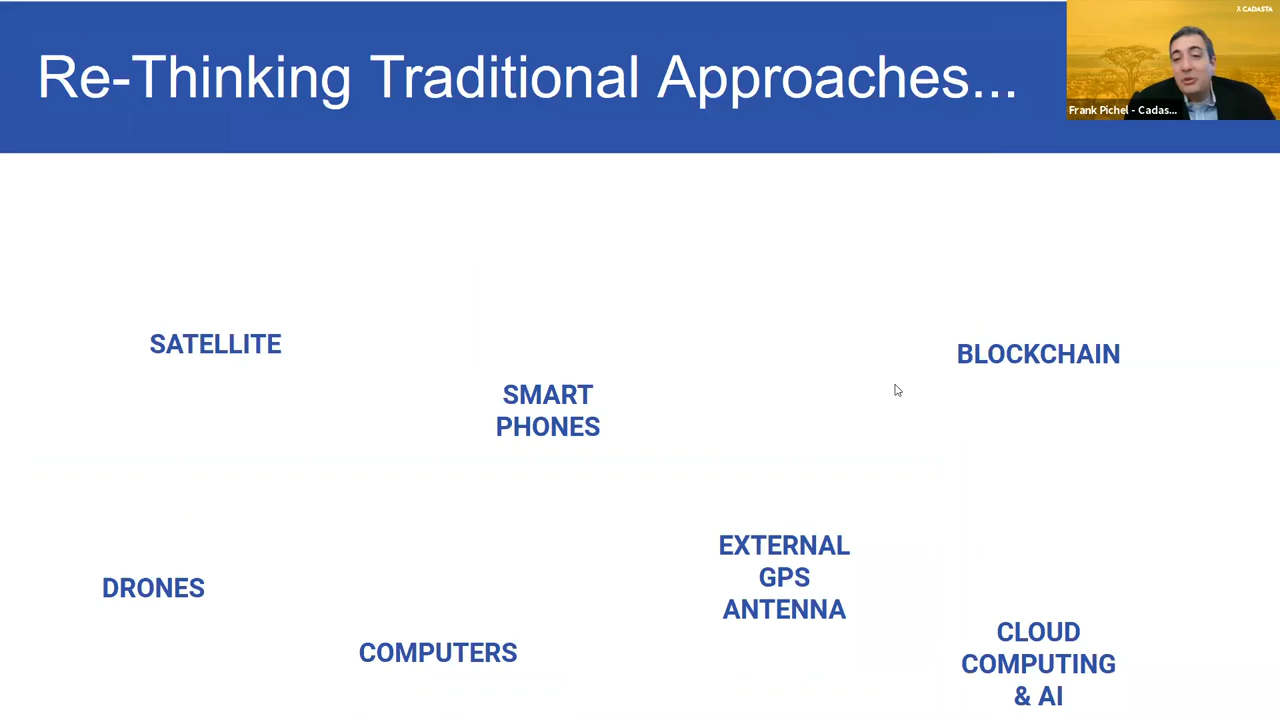 Re-Thinking Traditional Approaches...
CADASTA
Frank Pichel - Cadas...
SATELLITE
BLOCKCHAIN
SMART
PHONES
EXTERNAL
GPS
ANTENNA
DRONES
COMPUTERS
CLOUD
COMPUTING
& AI